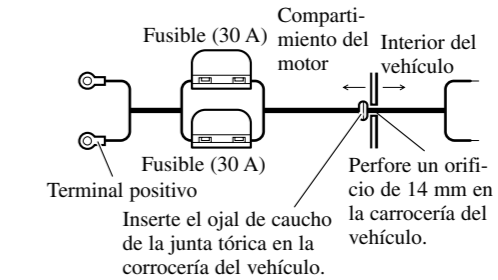 Fusible (30 A)
Comparti-
miento del
motor
Interior del
vehículo
Fusible (30 A)
Terminal positivo
Inserte el ojal de caucho
de la junta tórica en la
corrocería del vehículo.
Perfore un orifi-
cio de 14 mm en
la carrocería del
vehículo.